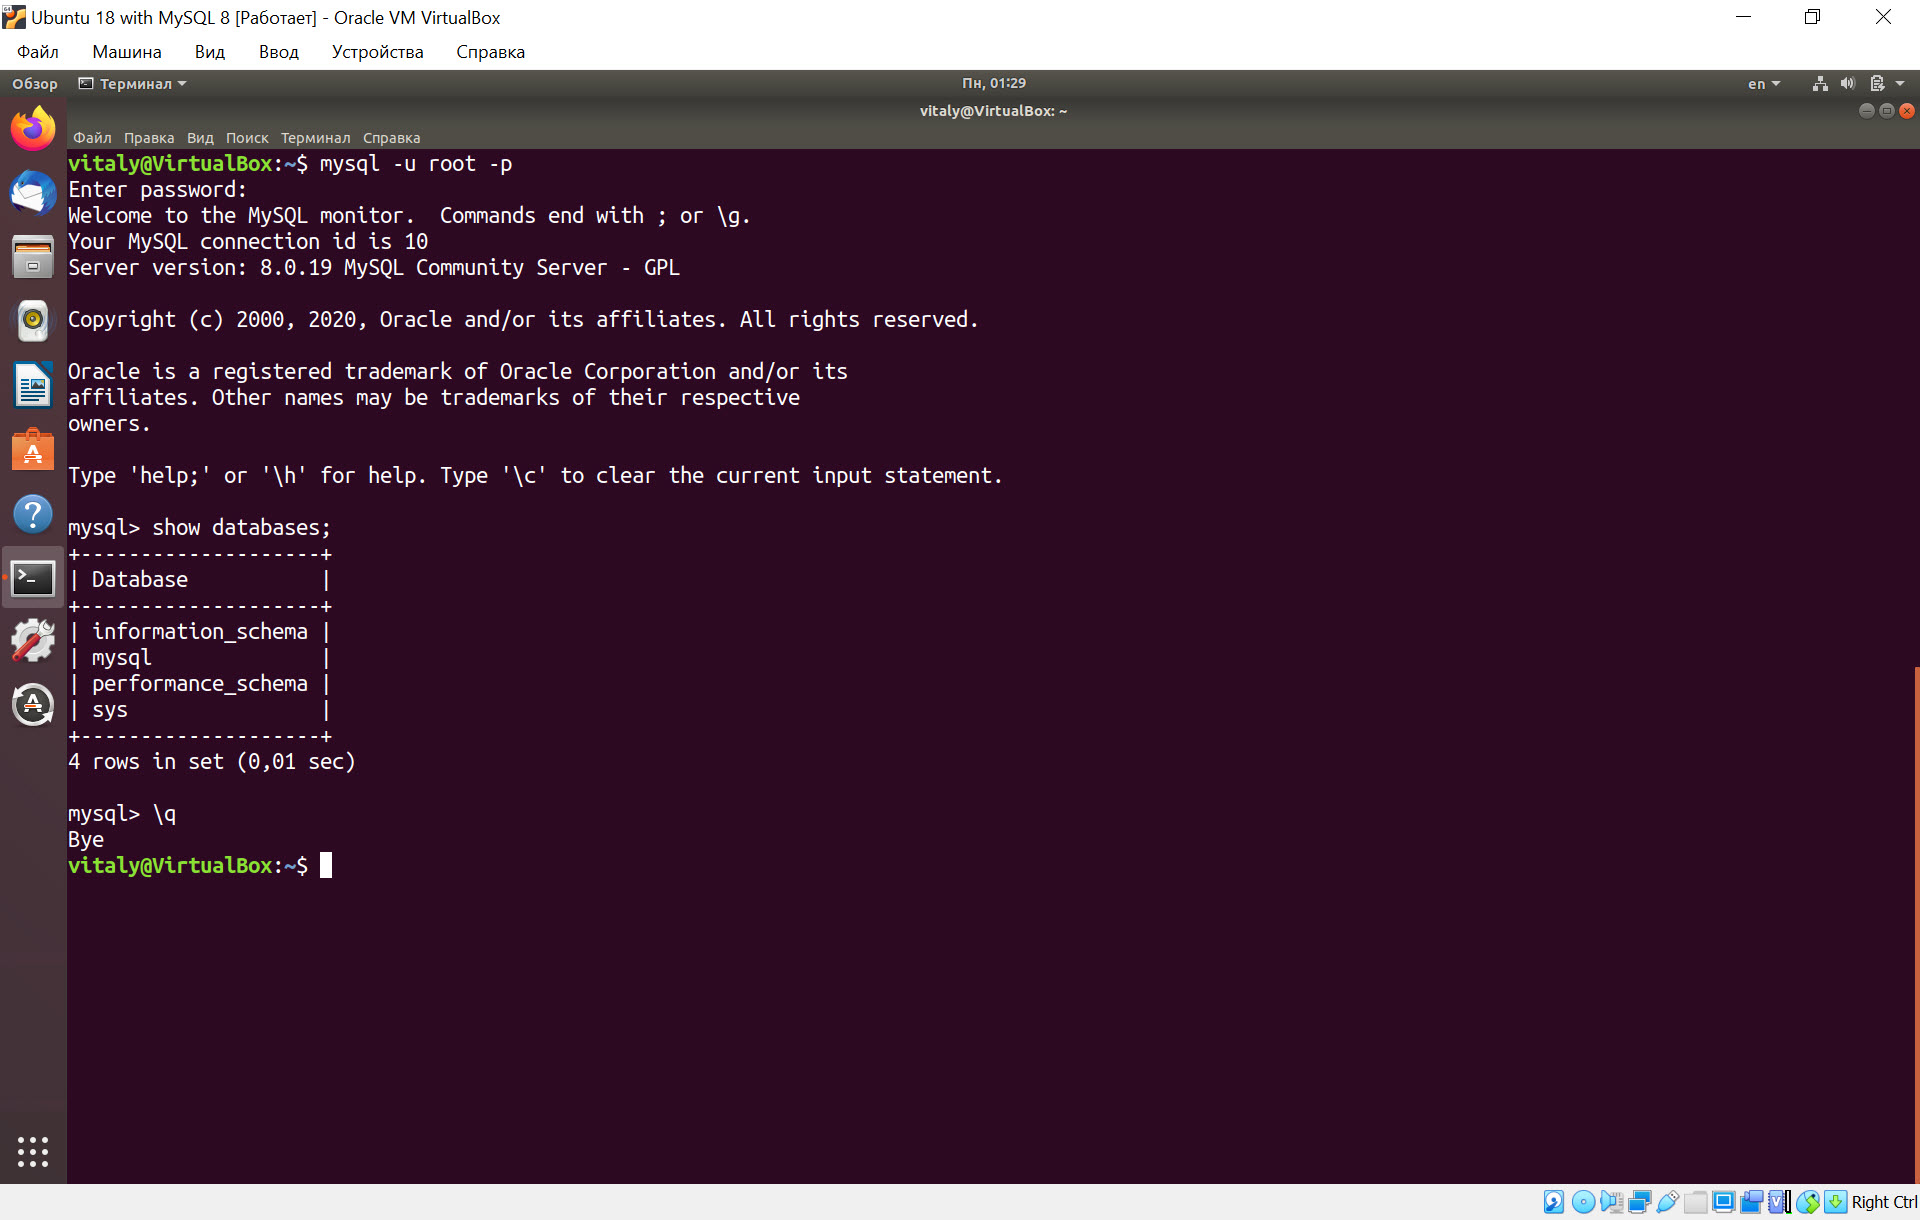 Ubuntu 18 with MySQL 8 [Работает] - Oracle VM VirtualBox
Файл Машина Вид Ввод Устройства Справка
Обзор Терминал Пн, 01:29 en
vitaly@VirtualBox: ~
Файл Правка Вид Поиск Терминал Справка
vitaly@VirtualBox:~$ mysql -u root -p
Enter password:
Welcome to the MySQL monitor.  Commands end with ; or \g.
Your MySQL connection id is 10
Server version: 8.0.19 MySQL Community Server - GPL
Copyright (c) 2000, 2020, Oracle and/or its affiliates. All rights reserved.
Oracle is a registered trademark of Oracle Corporation and/or its
affiliates. Other names may be trademarks of their respective
owners.
Type 'help;' or '\h' for help. Type '\c' to clear the current input statement.
mysql> show databases;
+--------------------+
| Database           |
+--------------------+
| information_schema |
| mysql              |
| performance_schema |
| sys                |
+--------------------+
4 rows in set (0,01 sec)
mysql> \q
Bye
vitaly@VirtualBox:~$
Right Ctrl